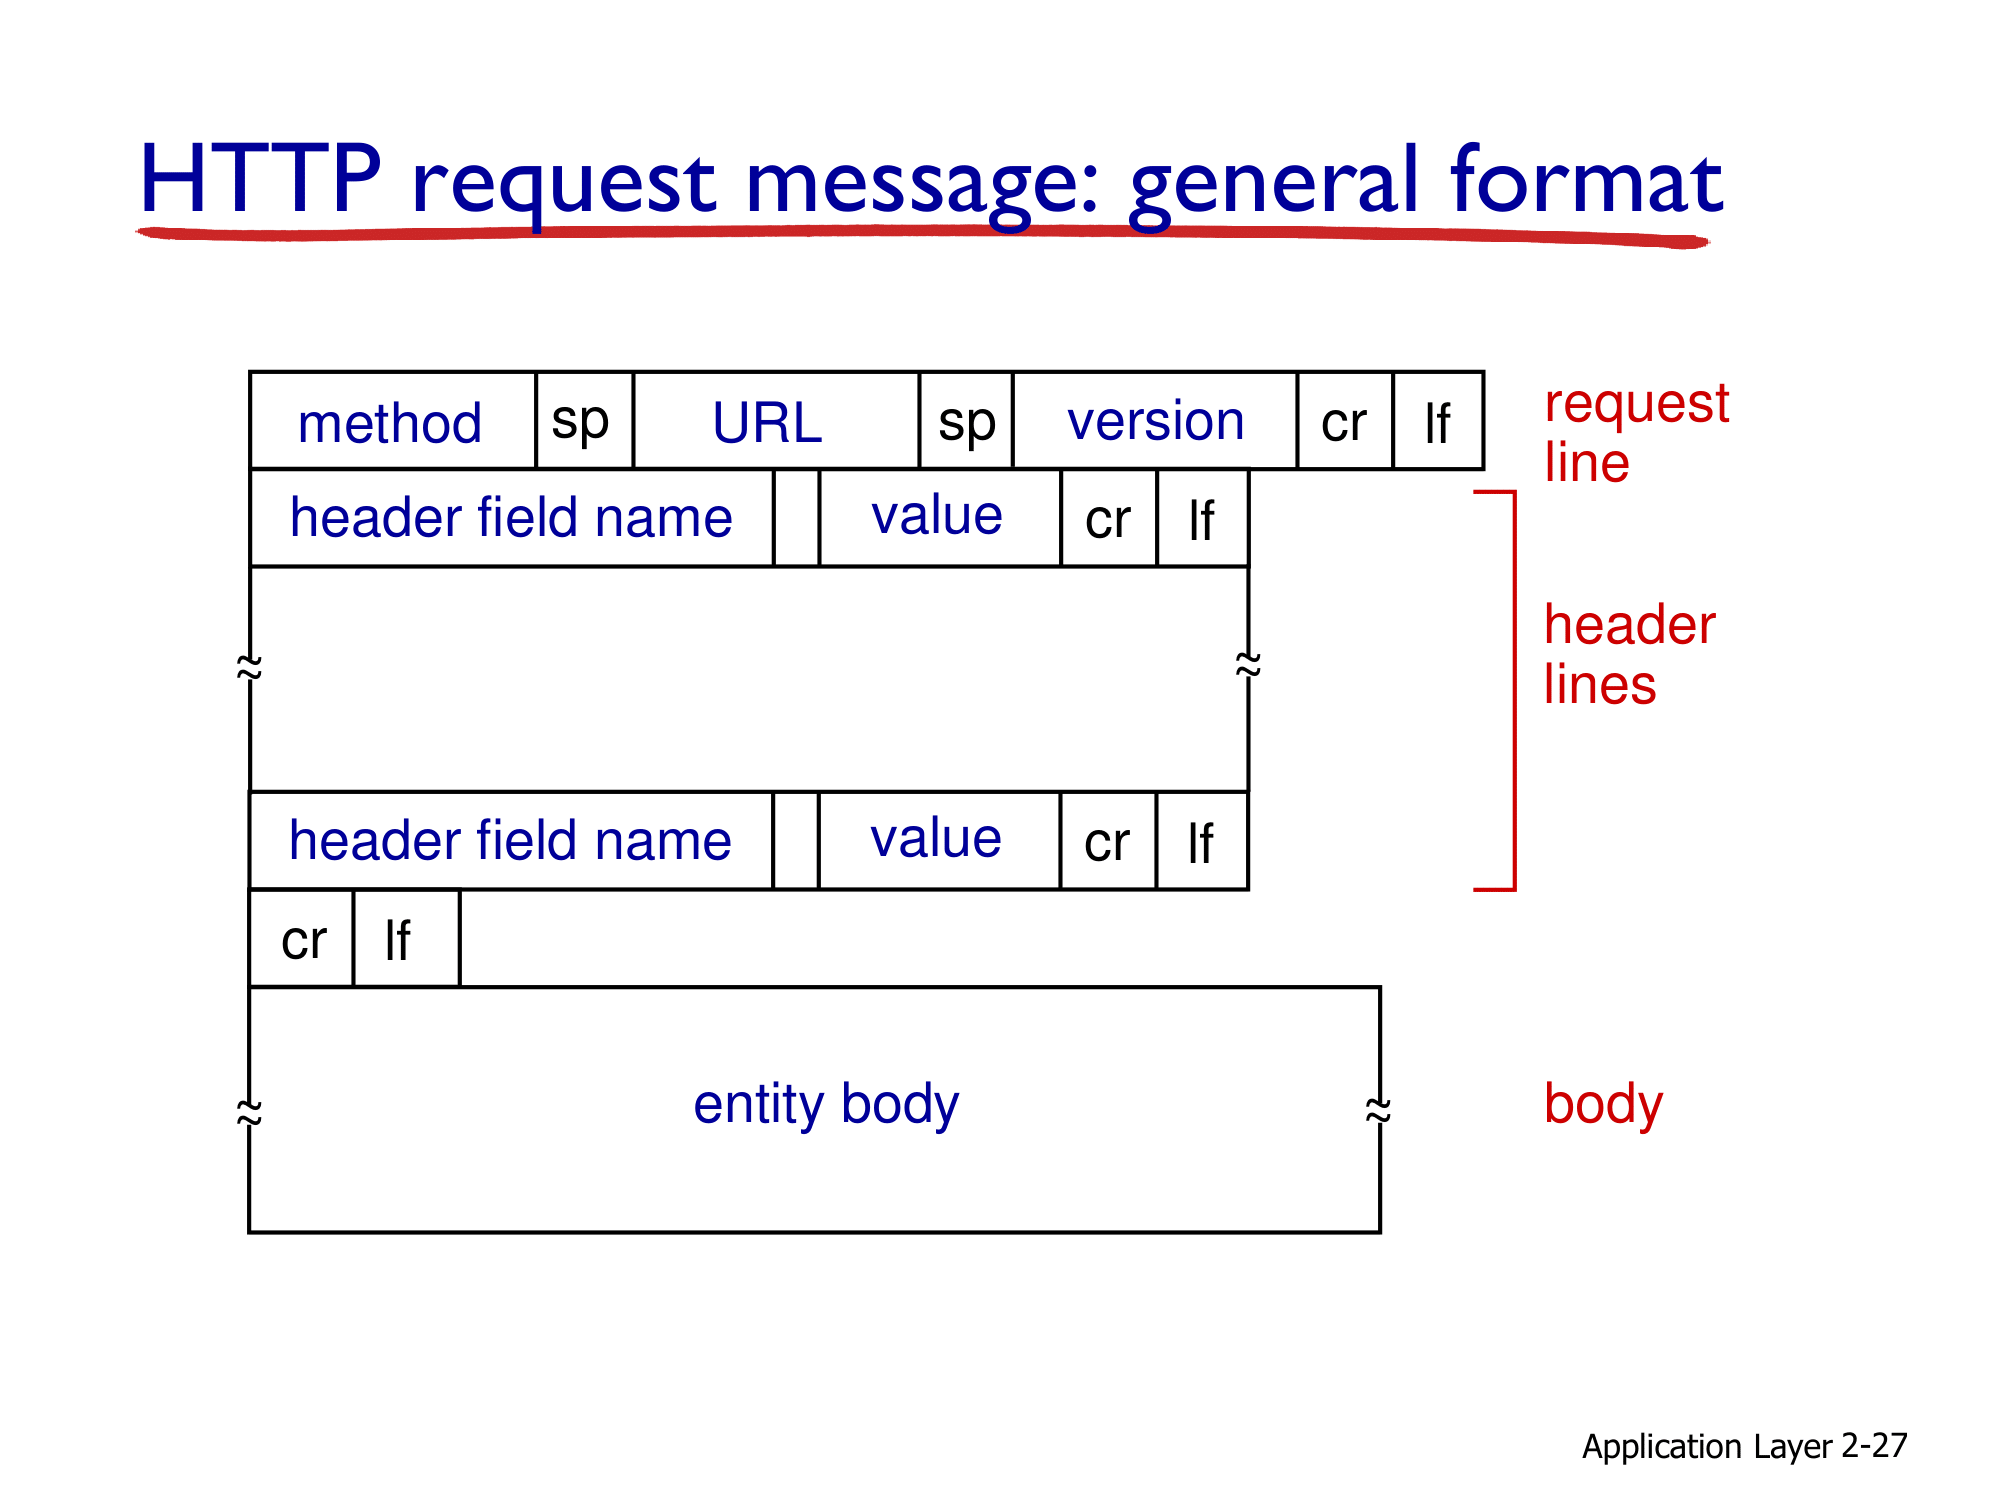 HTTP request message: general format
method sp URL sp version cr lf
request
line
header field name value cr lf
header
lines
header field name value cr lf
cr lf
entity body
body
Application Layer 2-27